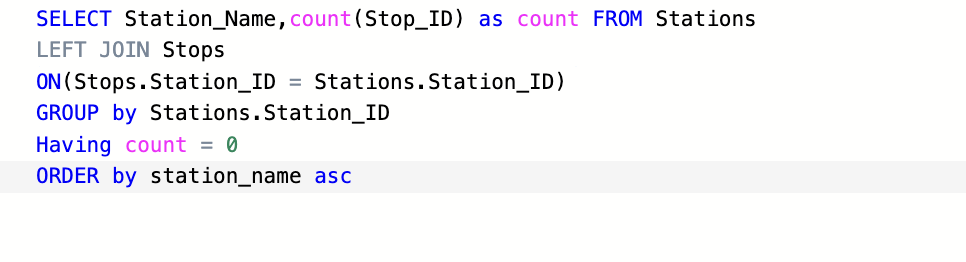 SELECT Station_Name,count(Stop_ID) as count FROM Stations
LEFT JOIN Stops
ON(Stops.Station_ID = Stations.Station_ID)
GROUP by Stations.Station_ID
Having count = 0
ORDER by station_name asc